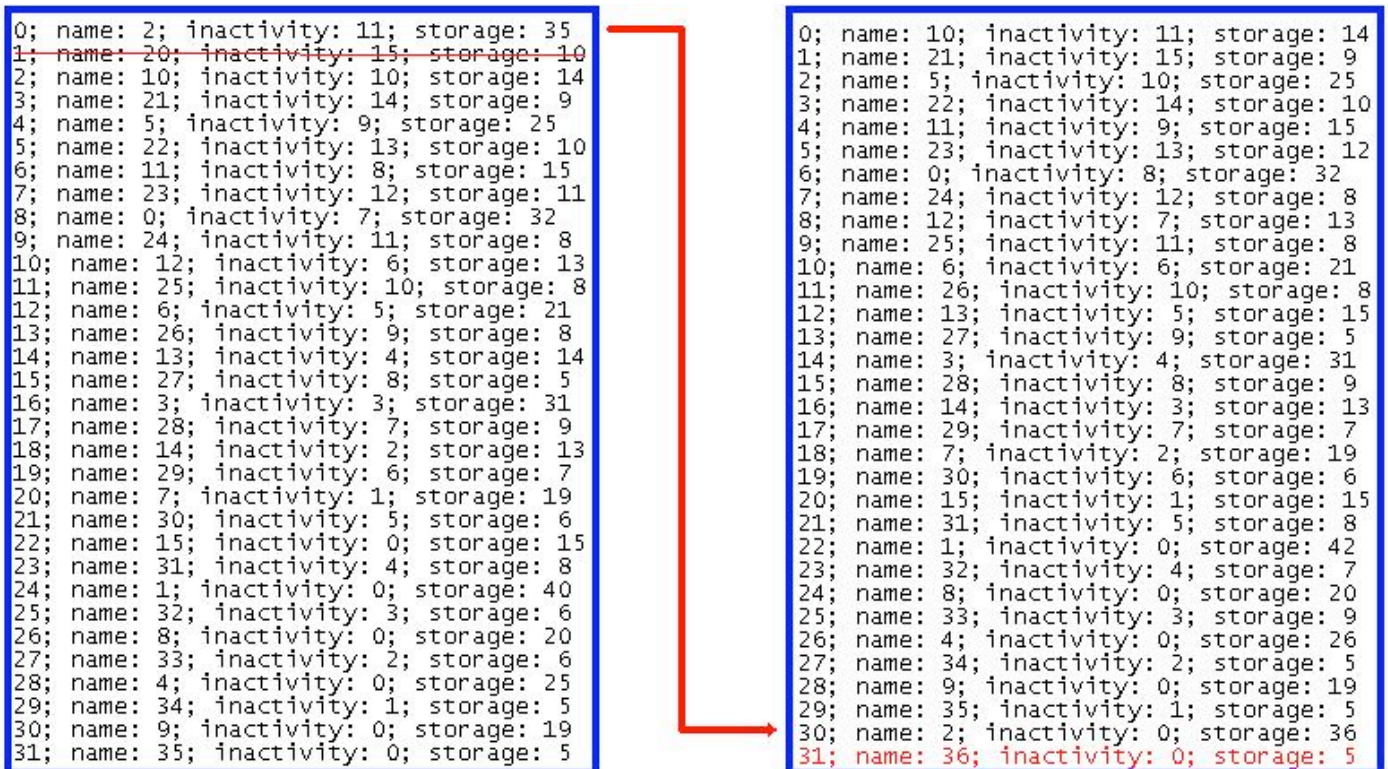 0; name: 2; inactivity: 11; storage: 35
1; name: 20; inactivity: 15; storage: 10
2; name: 10; inactivity: 10; storage: 14
3; name: 21; inactivity: 14; storage: 9
4; name: 5; inactivity: 9; storage: 25
5; name: 22; inactivity: 13; storage: 10
6; name: 11; inactivity: 8; storage: 15
7; name: 23; inactivity: 12; storage: 11
8; name: 0; inactivity: 7; storage: 32
9; name: 24; inactivity: 11; storage: 8
10; name: 12; inactivity: 6; storage: 13
11; name: 25; inactivity: 10; storage: 8
12; name: 6; inactivity: 5; storage: 21
13; name: 26; inactivity: 9; storage: 8
14; name: 13; inactivity: 4; storage: 14
15; name: 27; inactivity: 8; storage: 5
16; name: 3; inactivity: 3; storage: 31
17; name: 28; inactivity: 7; storage: 9
18; name: 14; inactivity: 2; storage: 13
19; name: 29; inactivity: 6; storage: 7
20; name: 7; inactivity: 1; storage: 19
21; name: 30; inactivity: 5; storage: 6
22; name: 15; inactivity: 0; storage: 15
23; name: 31; inactivity: 4; storage: 8
24; name: 1; inactivity: 0; storage: 40
25; name: 32; inactivity: 3; storage: 6
26; name: 8; inactivity: 0; storage: 20
27; name: 33; inactivity: 2; storage: 6
28; name: 4; inactivity: 0; storage: 25
29; name: 34; inactivity: 1; storage: 5
30; name: 9; inactivity: 0; storage: 19
31; name: 35; inactivity: 0; storage: 5
0; name: 10; inactivity: 11; storage: 14
1; name: 21; inactivity: 15; storage: 9
2; name: 5; inactivity: 10; storage: 25
3; name: 22; inactivity: 14; storage: 10
4; name: 11; inactivity: 9; storage: 15
5; name: 23; inactivity: 13; storage: 12
6; name: 0; inactivity: 8; storage: 32
7; name: 24; inactivity: 12; storage: 8
8; name: 12; inactivity: 7; storage: 13
9; name: 25; inactivity: 11; storage: 8
10; name: 6; inactivity: 6; storage: 21
11; name: 26; inactivity: 10; storage: 8
12; name: 13; inactivity: 5; storage: 15
13; name: 27; inactivity: 9; storage: 5
14; name: 3; inactivity: 4; storage: 31
15; name: 28; inactivity: 8; storage: 9
16; name: 14; inactivity: 3; storage: 13
17; name: 29; inactivity: 7; storage: 7
18; name: 7; inactivity: 2; storage: 19
19; name: 30; inactivity: 6; storage: 6
20; name: 15; inactivity: 1; storage: 15
21; name: 31; inactivity: 5; storage: 8
22; name: 1; inactivity: 0; storage: 42
23; name: 32; inactivity: 4; storage: 7
24; name: 8; inactivity: 0; storage: 20
25; name: 33; inactivity: 3; storage: 9
26; name: 4; inactivity: 0; storage: 26
27; name: 34; inactivity: 2; storage: 5
28; name: 9; inactivity: 0; storage: 19
29; name: 35; inactivity: 1; storage: 5
30; name: 2; inactivity: 0; storage: 36
31; name: 36; inactivity: 0; storage: 5